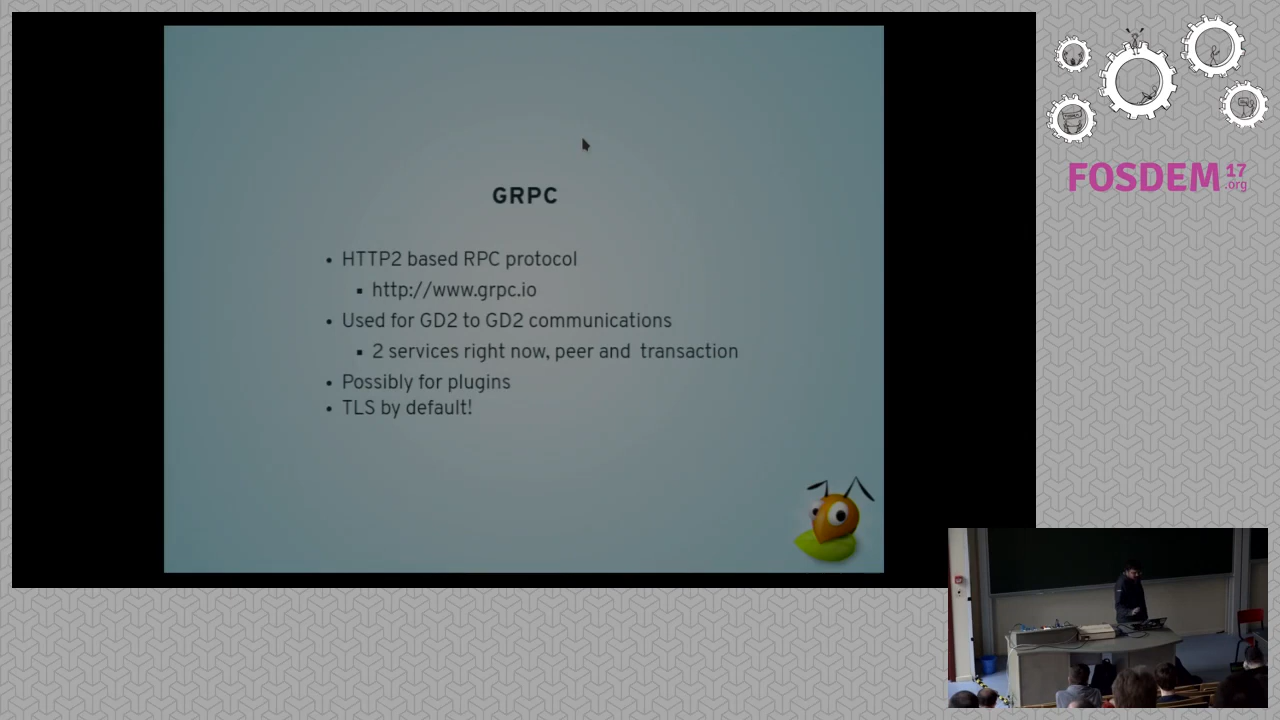 GRPC
• HTTP2 based RPC protocol
▪ http://www.grpc.io
• Used for GD2 to GD2 communications
▪ 2 services right now, peer and transaction
• Possibly for plugins
• TLS by default!
FOSDEM 17
.org